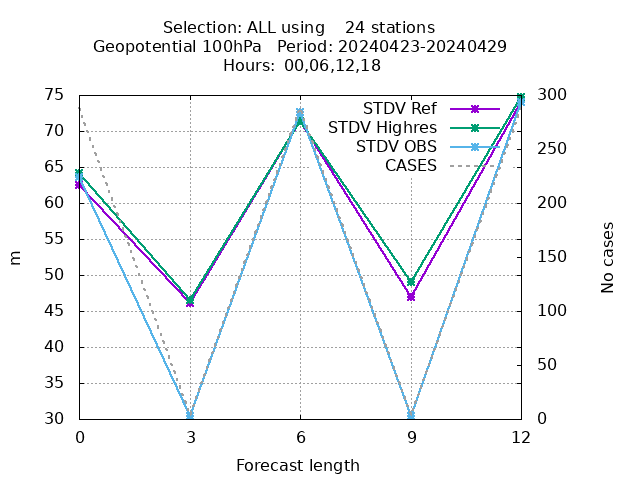 Selection: ALL using    24 stations
Geopotential 100hPa   Period: 20240423-20240429
Hours: 00,06,12,18
STDV Ref
STDV Highres
STDV OBS
CASES
75
70
65
60
55
50
45
40
35
30
300
250
200
150
100
50
0
m
No cases
0
3
6
9
12
Forecast length